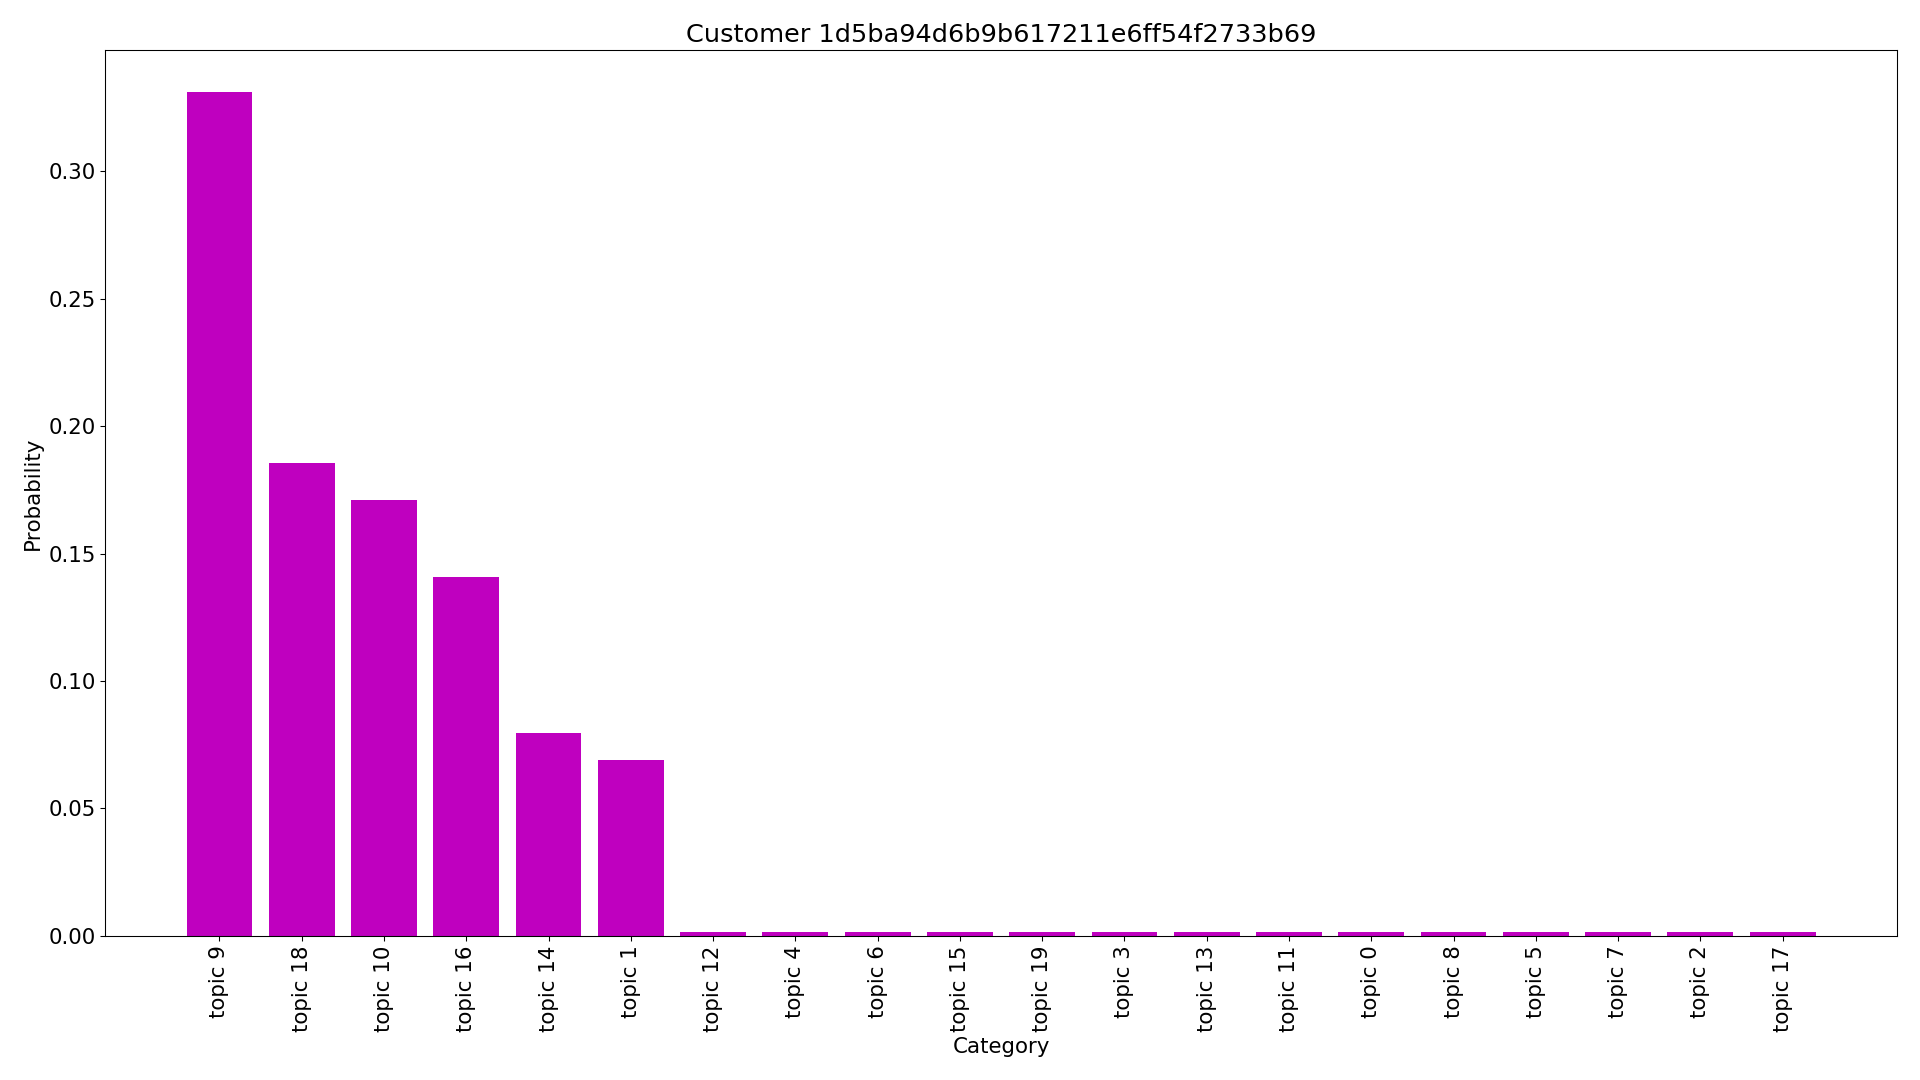 Customer 1d5ba94d6b9b617211e6ff54f2733b69
Probability
0.30
0.25
0.20
0.15
0.10
0.05
0.00
topic 9
topic 18
topic 10
topic 16
topic 14
topic 1
topic 12
topic 4
topic 6
topic 15
topic 19
topic 3
topic 13
topic 11
topic 0
topic 8
topic 5
topic 7
topic 2
topic 17
Category